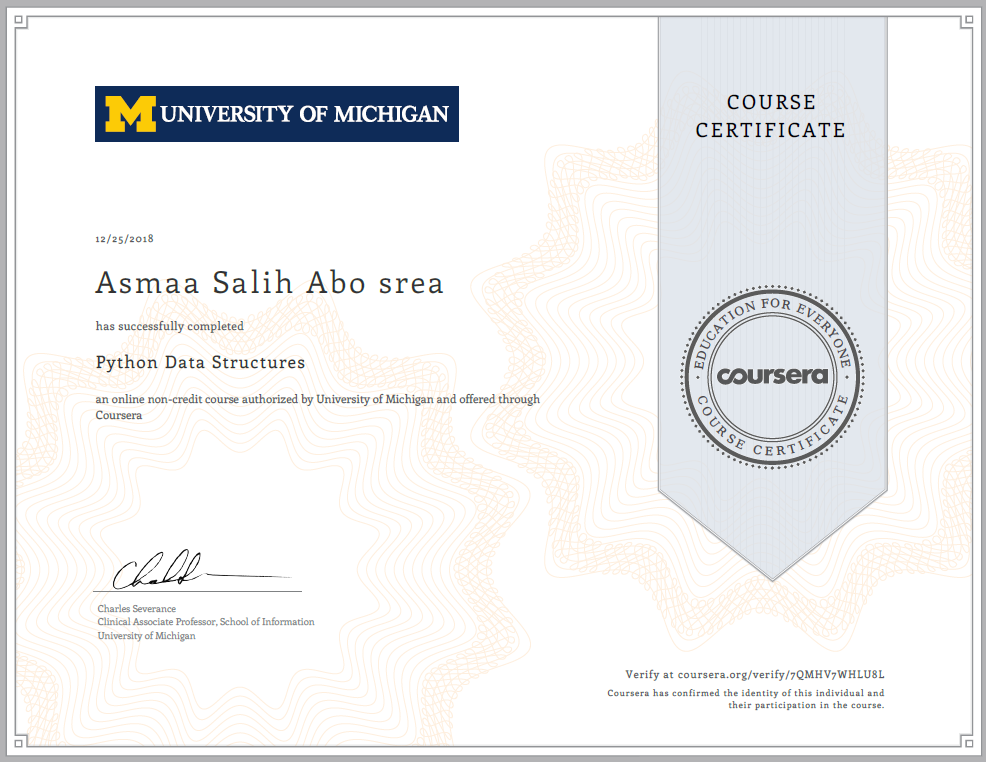 M UNIVERSITY OF MICHIGAN
COURSE
CERTIFICATE
12/25/2018
Asmaa Salih Abo srea
has successfully completed
Python Data Structures
an online non-credit course authorized by University of Michigan and offered through
Coursera
EDUCATION FOR EVERYONE
coursera
COURSE CERTIFICATE
Charles Severance
Clinical Associate Professor, School of Information
University of Michigan
Verify at coursera.org/verify/7QMHV7WHLU8L
Coursera has confirmed the identity of this individual and
their participation in the course.